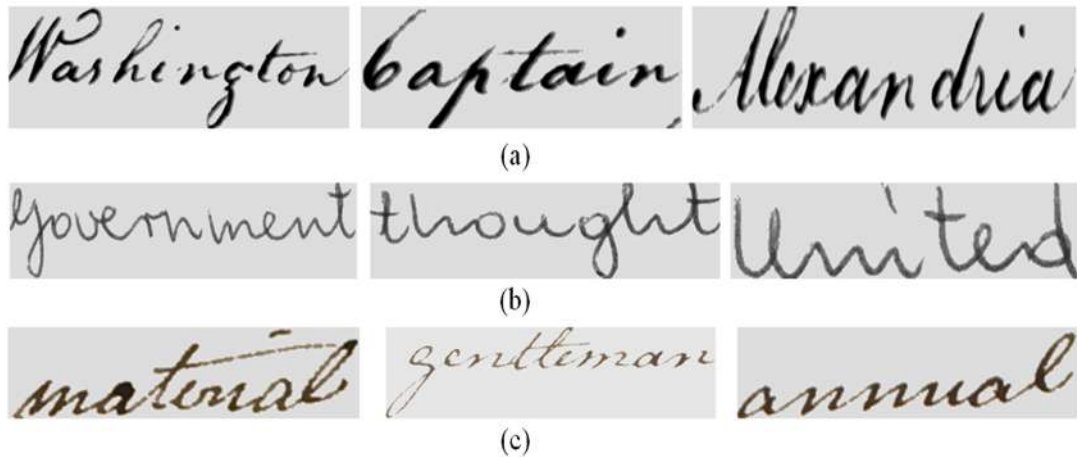 Washington Captain Alexandria
(a)
Government thought United
(b)
material gentleman annual
(c)